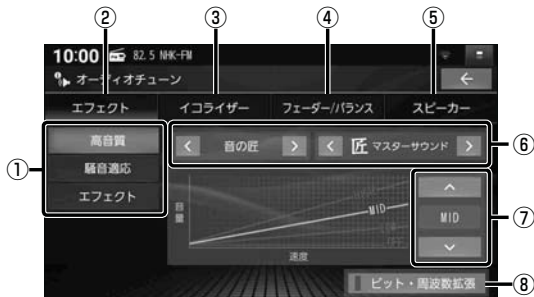 ② ③ ④ ⑤
10:00 82.5 NHK-FM
オーディオチューン
エフェクト イコライザー フェーダー/バランス スピーカー
① 高音質
騒音適応
エフェクト
音の匠 匠 マスターサウンド ⑥
音量 MID
速度
MID ⑦
ビット・周波数拡張 ⑧